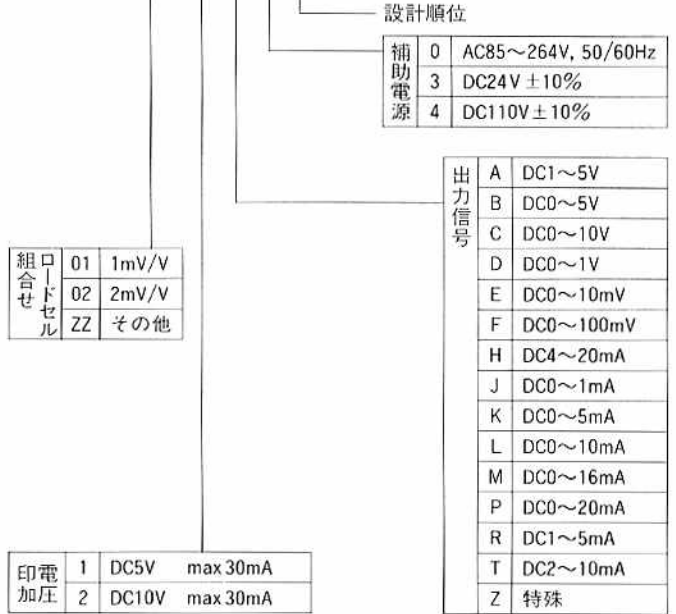 設計順位
補助電源
0 AC85～264V, 50/60Hz
3 DC24V±10%
4 DC110V±10%
出力信号
A DC1～5V
B DC0～5V
C DC0～10V
D DC0～1V
E DC0～10mV
F DC0～100mV
H DC4～20mA
J DC0～1mA
K DC0～5mA
L DC0～10mA
M DC0～16mA
P DC0～20mA
R DC1～5mA
T DC2～10mA
Z 特殊
ロードセル
組合せ
01 1mV/V
02 2mV/V
ZZ その他
印加
電圧
1 DC5V max 30mA
2 DC10V max 30mA